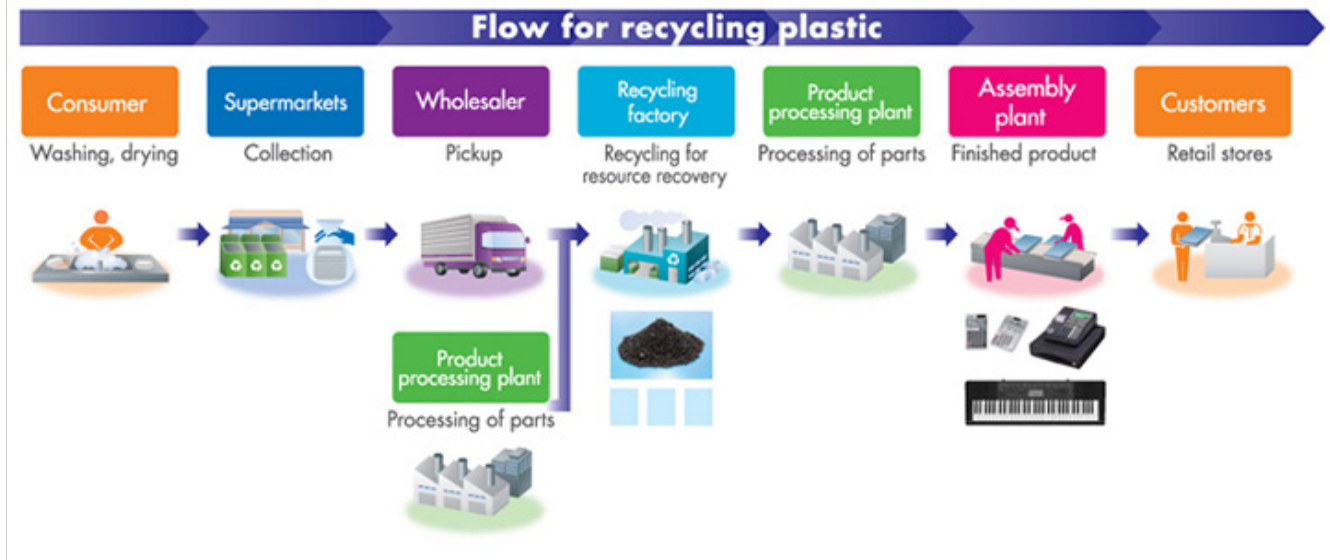 Flow for recycling plastic
Consumer
Washing, drying
Supermarkets
Collection
Wholesaler
Pickup
Recycling
factory
Recycling for
resource recovery
Product
processing plant
Processing of parts
Assembly
plant
Finished product
Customers
Retail stores
Product
processing plant
Processing of parts